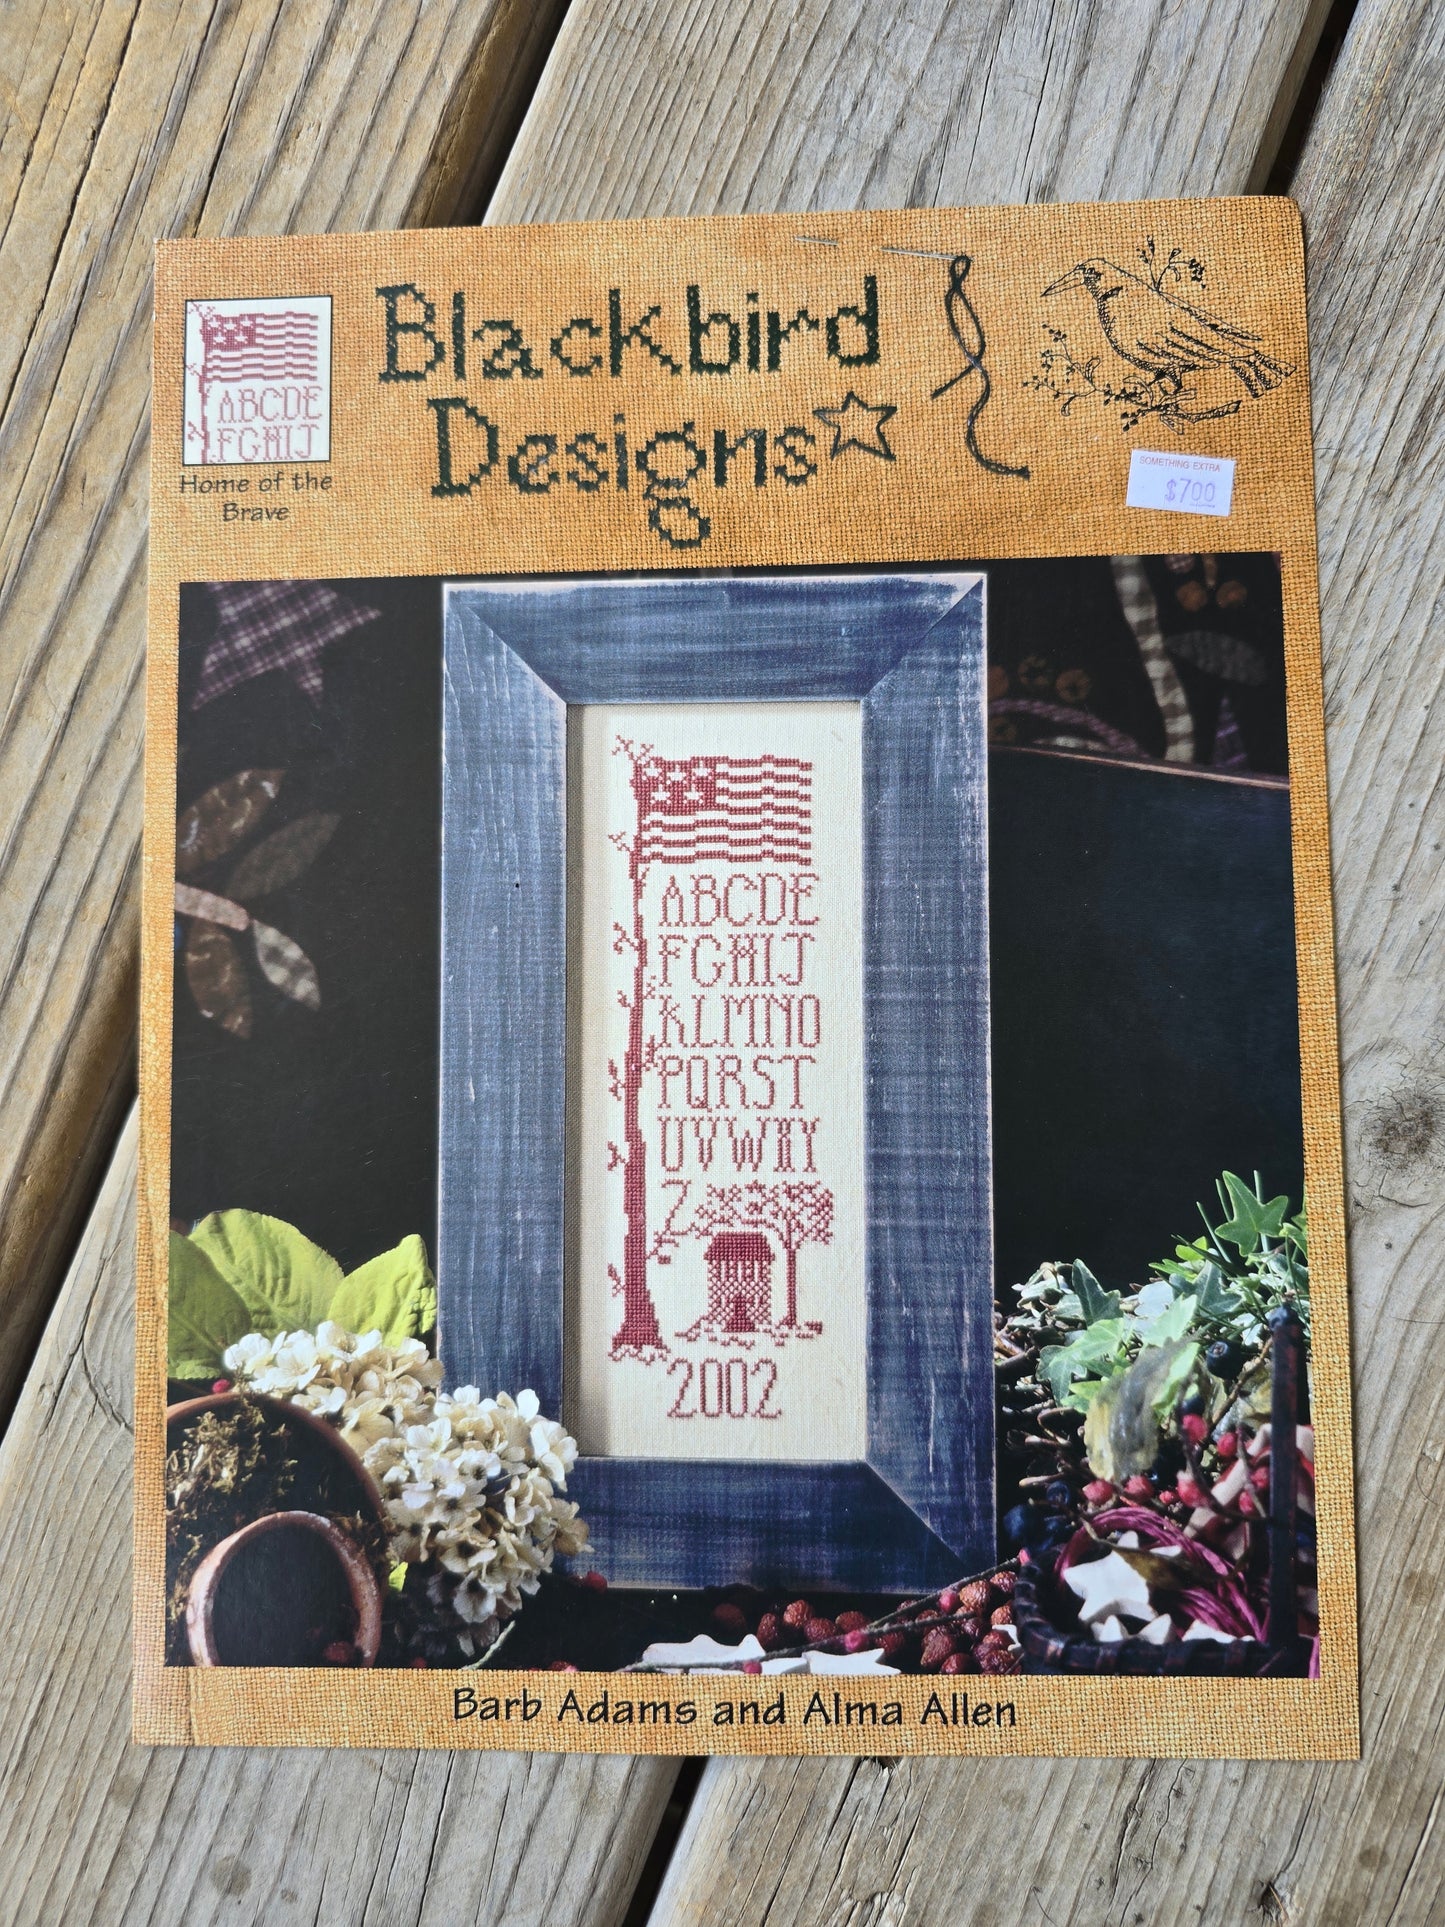 Blackbird
Designs
ABCDE
FGHIJ
Home of the
Brave
SOMETHING EXTRA
$700
ABCDE
FGHIJ
KLMNO
PQRST
UVWXY
Z
2002
Barb Adams and Alma Allen